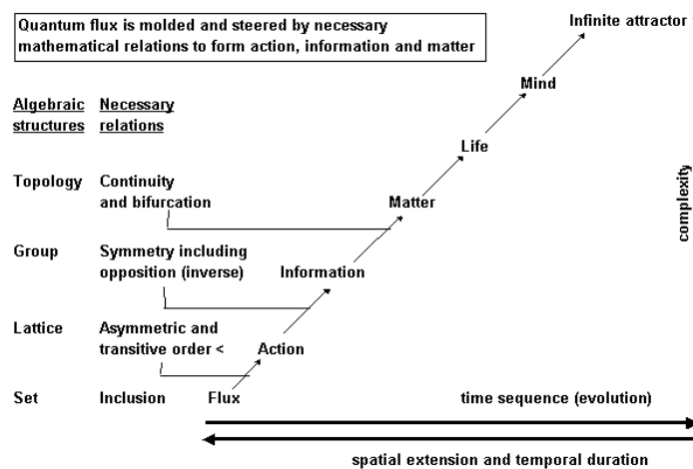 Quantum flux is molded and steered by necessary
mathematical relations to form action, information and matter
Infinite attractor
Mind
Algebraic
structures
Necessary
relations
Life
Topology
Continuity
and bifurcation
Matter
complexity
Group
Symmetry including
opposition (inverse)
Information
Lattice
Asymmetric and
transitive order <
Action
Set
Inclusion
Flux
time sequence (evolution)
spatial extension and temporal duration